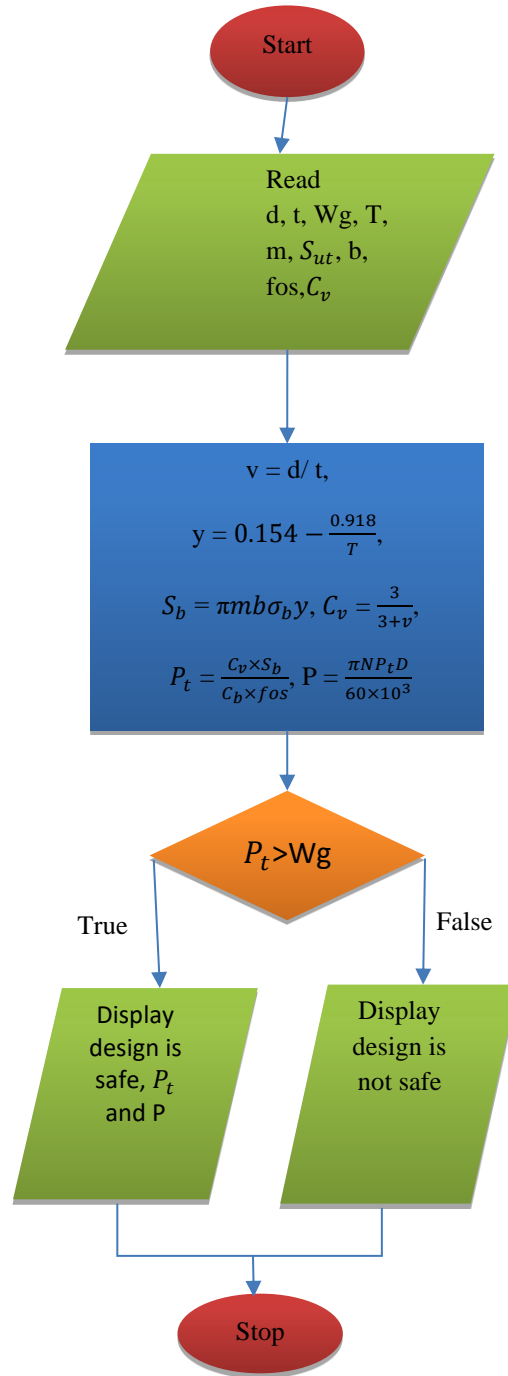 Start
Read
d, t, Wg, T,
m, 𝑆𝑢𝑡, b,
fos,𝐶𝑣
v = d/ t,
y = 0.154 − 0.918/𝑇,
𝑆𝑏 = π𝑚𝑏𝜎𝑏𝑦, 𝐶𝑣 = 3/3+𝑣,
𝑃𝑡 = 𝐶𝑣×𝑆𝑏/𝐶𝑏×𝑓𝑜𝑠, P = 𝜋𝑁𝑃𝑡𝐷/60×10³
𝑃𝑡>Wg
True
False
Display
design is
safe, 𝑃𝑡
and P
Display
design is
not safe
Stop